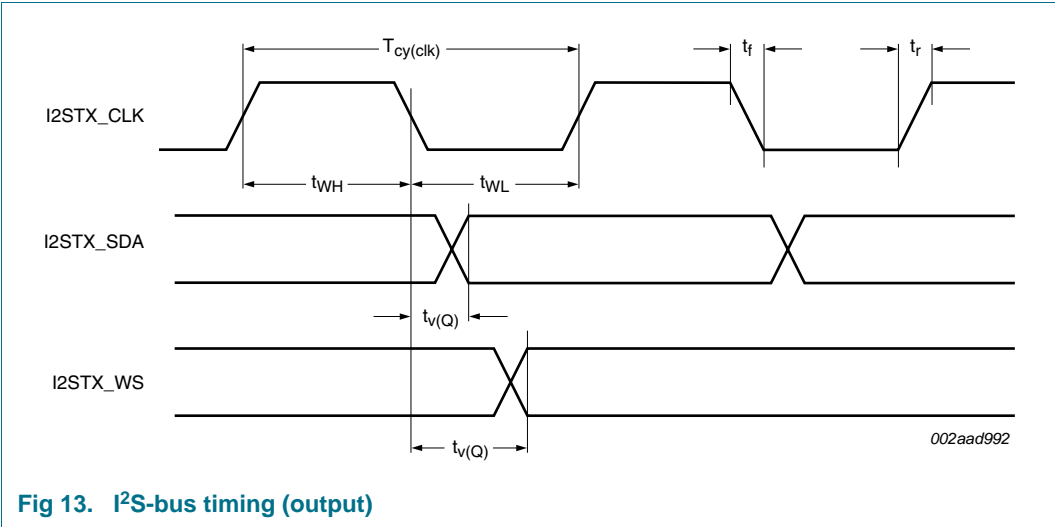 T_cy(clk)
t_f
t_r
I2STX_CLK
t_WH
t_WL
I2STX_SDA
t_v(Q)
I2STX_WS
t_v(Q)
002aad992
Fig 13. I²S-bus timing (output)